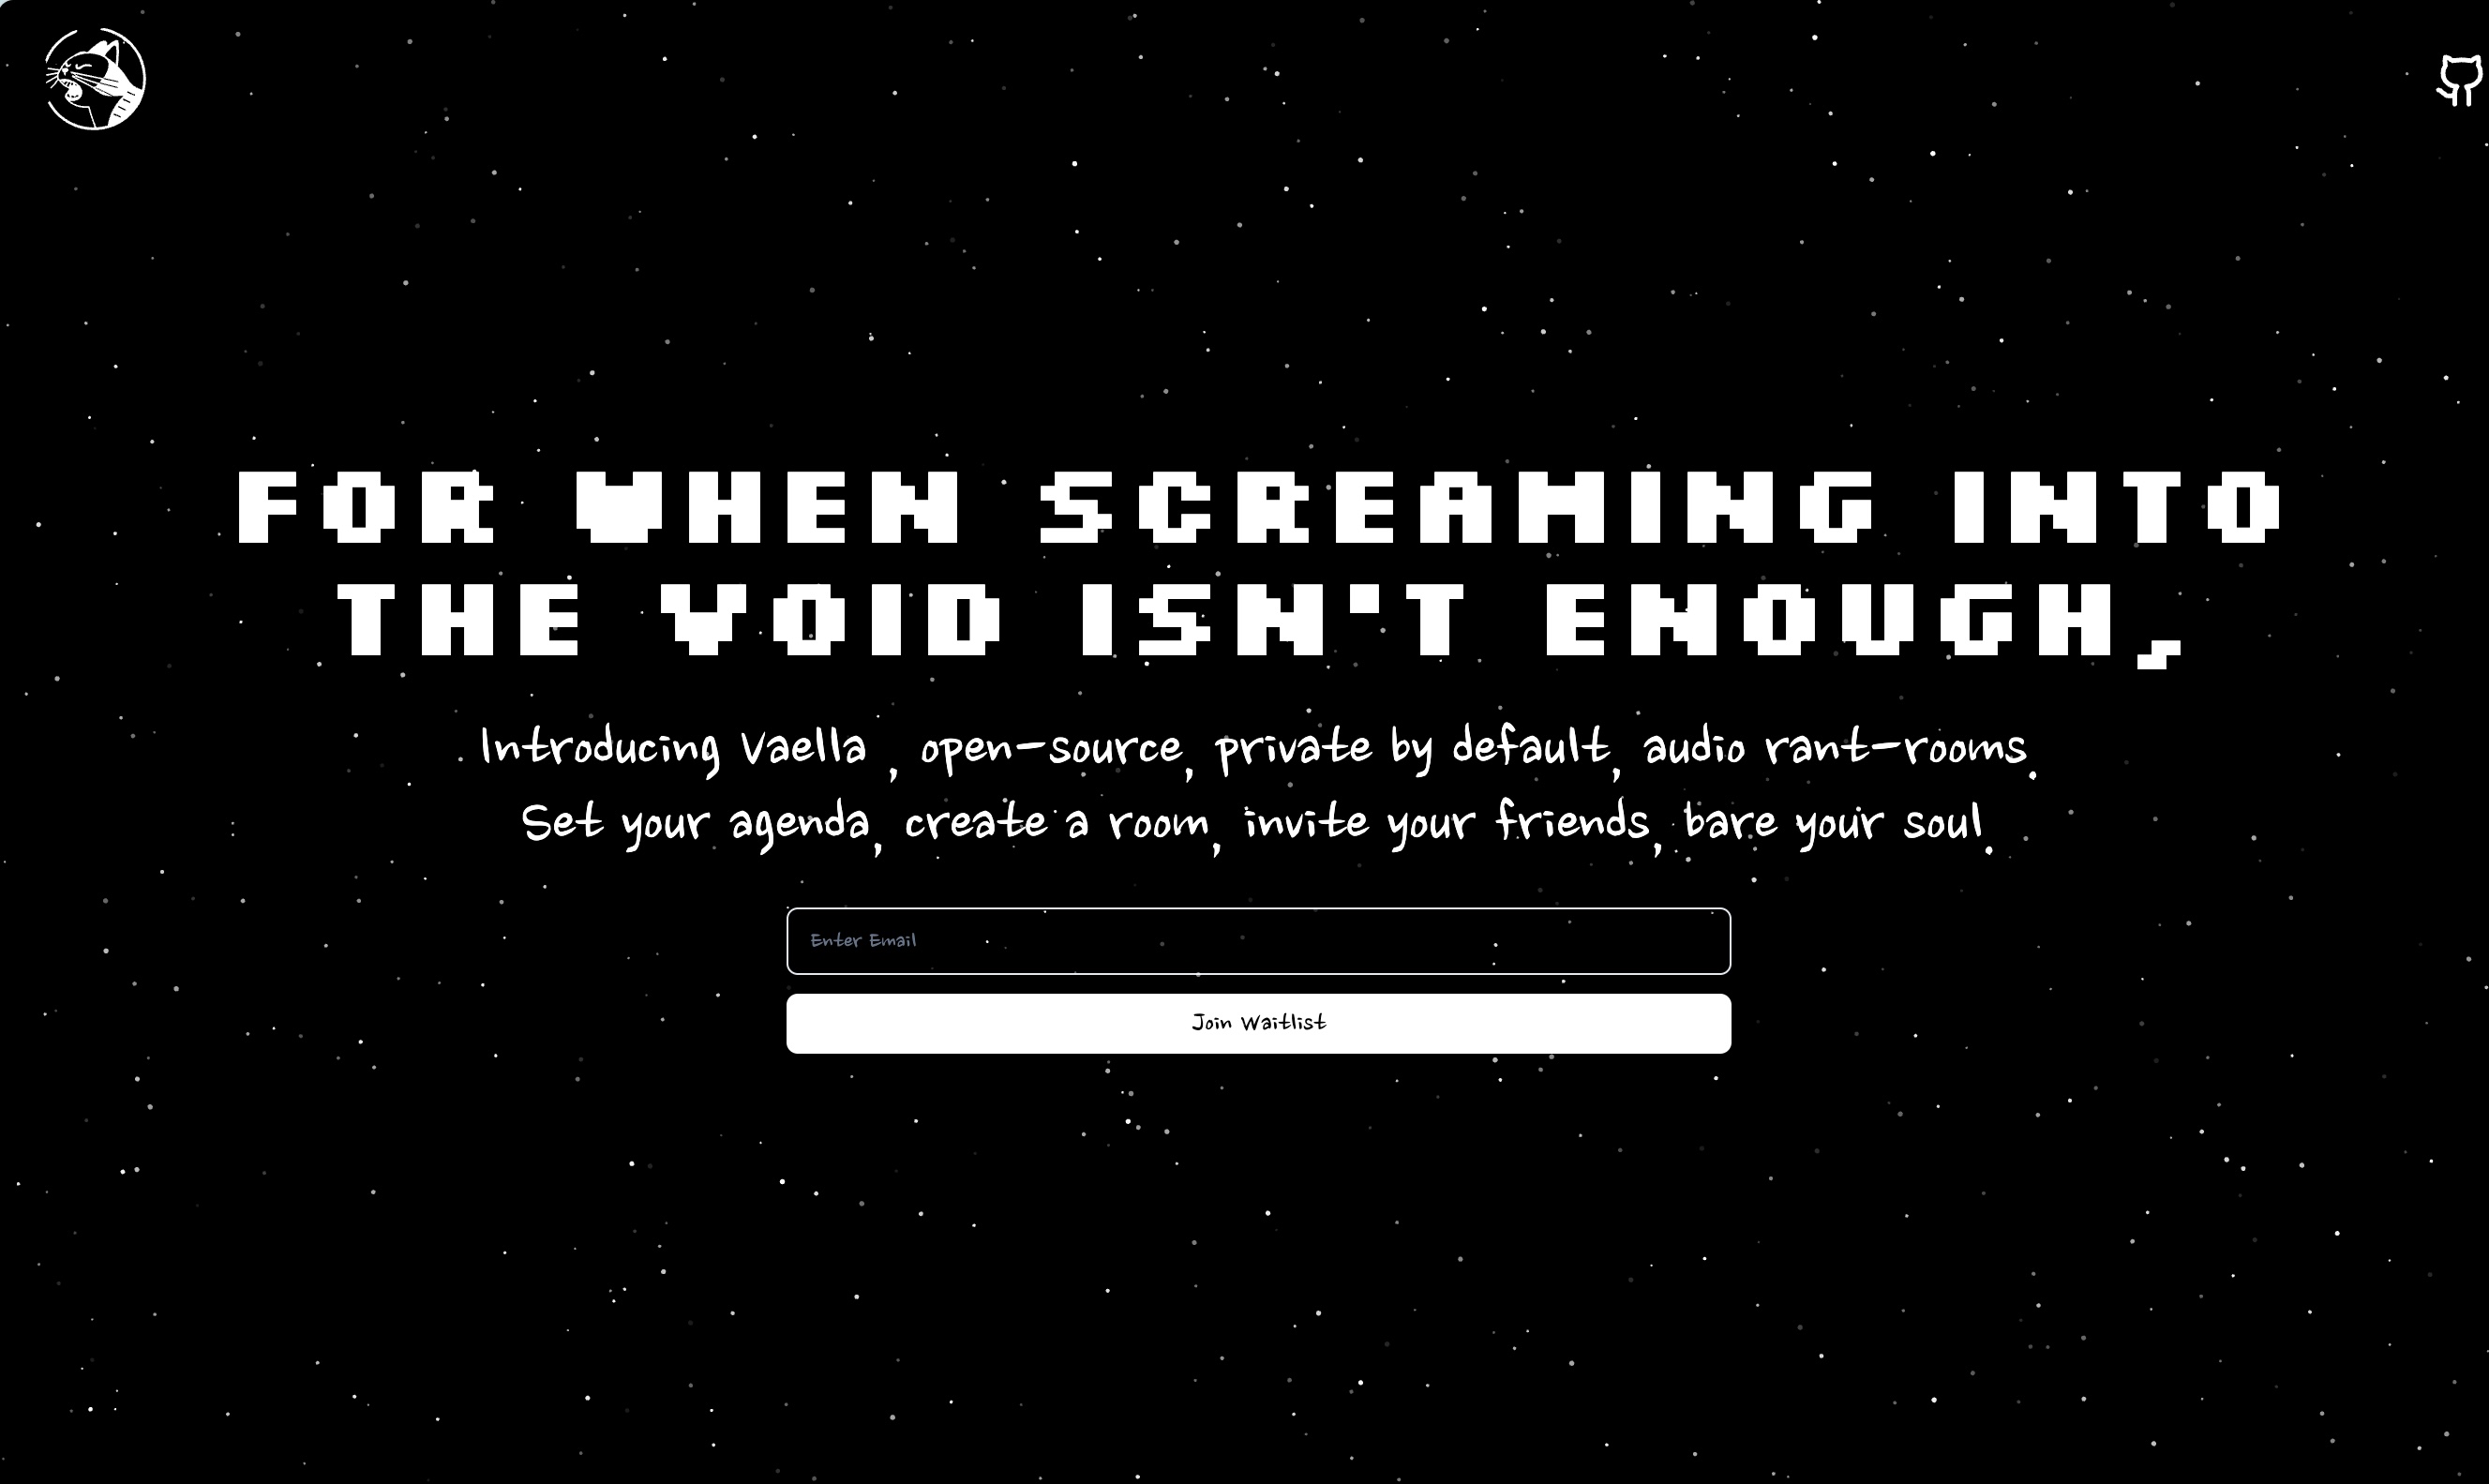 FOR WHEN SCREAMING INTO
THE VOID ISN'T ENOUGH,
Introducing Vaella , open-source, private by default, audio rant-rooms.
Set your agenda, create a room, invite your friends, bare your soul.
Enter Email
Join Waitlist